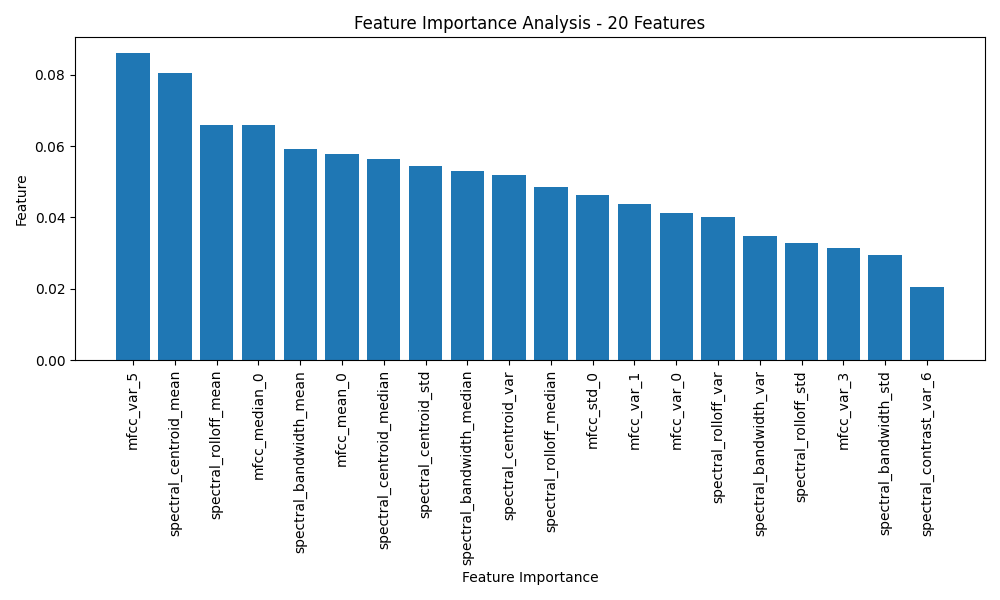 Feature Importance Analysis - 20 Features
Feature
0.08
0.06
0.04
0.02
0.00
mfcc_var_5
spectral_centroid_mean
spectral_rolloff_mean
mfcc_median_0
spectral_bandwidth_mean
mfcc_mean_0
spectral_centroid_median
spectral_centroid_std
spectral_bandwidth_median
spectral_centroid_var
spectral_rolloff_median
mfcc_std_0
mfcc_var_1
mfcc_var_0
spectral_rolloff_var
spectral_bandwidth_var
spectral_rolloff_std
mfcc_var_3
spectral_bandwidth_std
spectral_contrast_var_6
Feature Importance